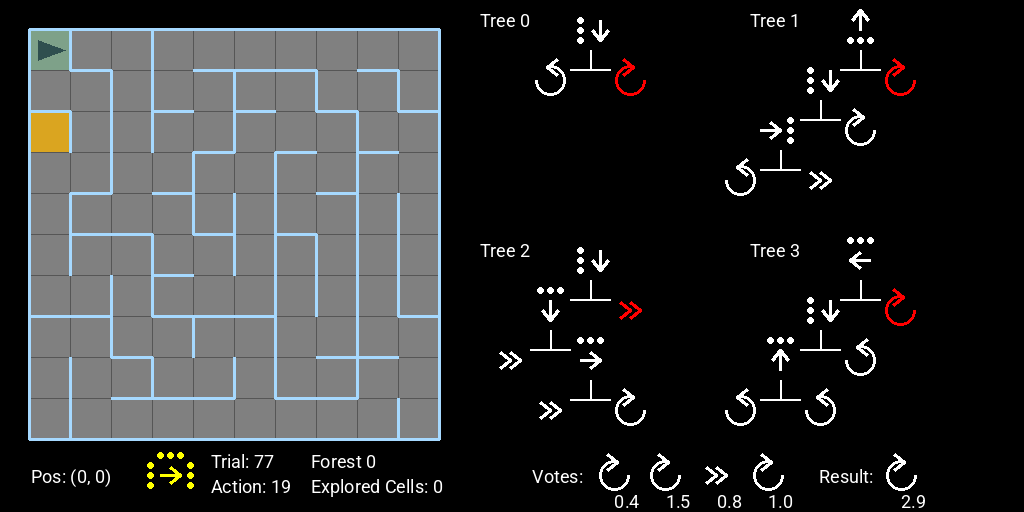 Tree 0
Tree 1
Tree 2
Tree 3
Pos: (0, 0)
Trial: 77
Forest 0
Action: 19
Explored Cells: 0
Votes:
0.4
1.5
0.8
1.0
Result:
2.9